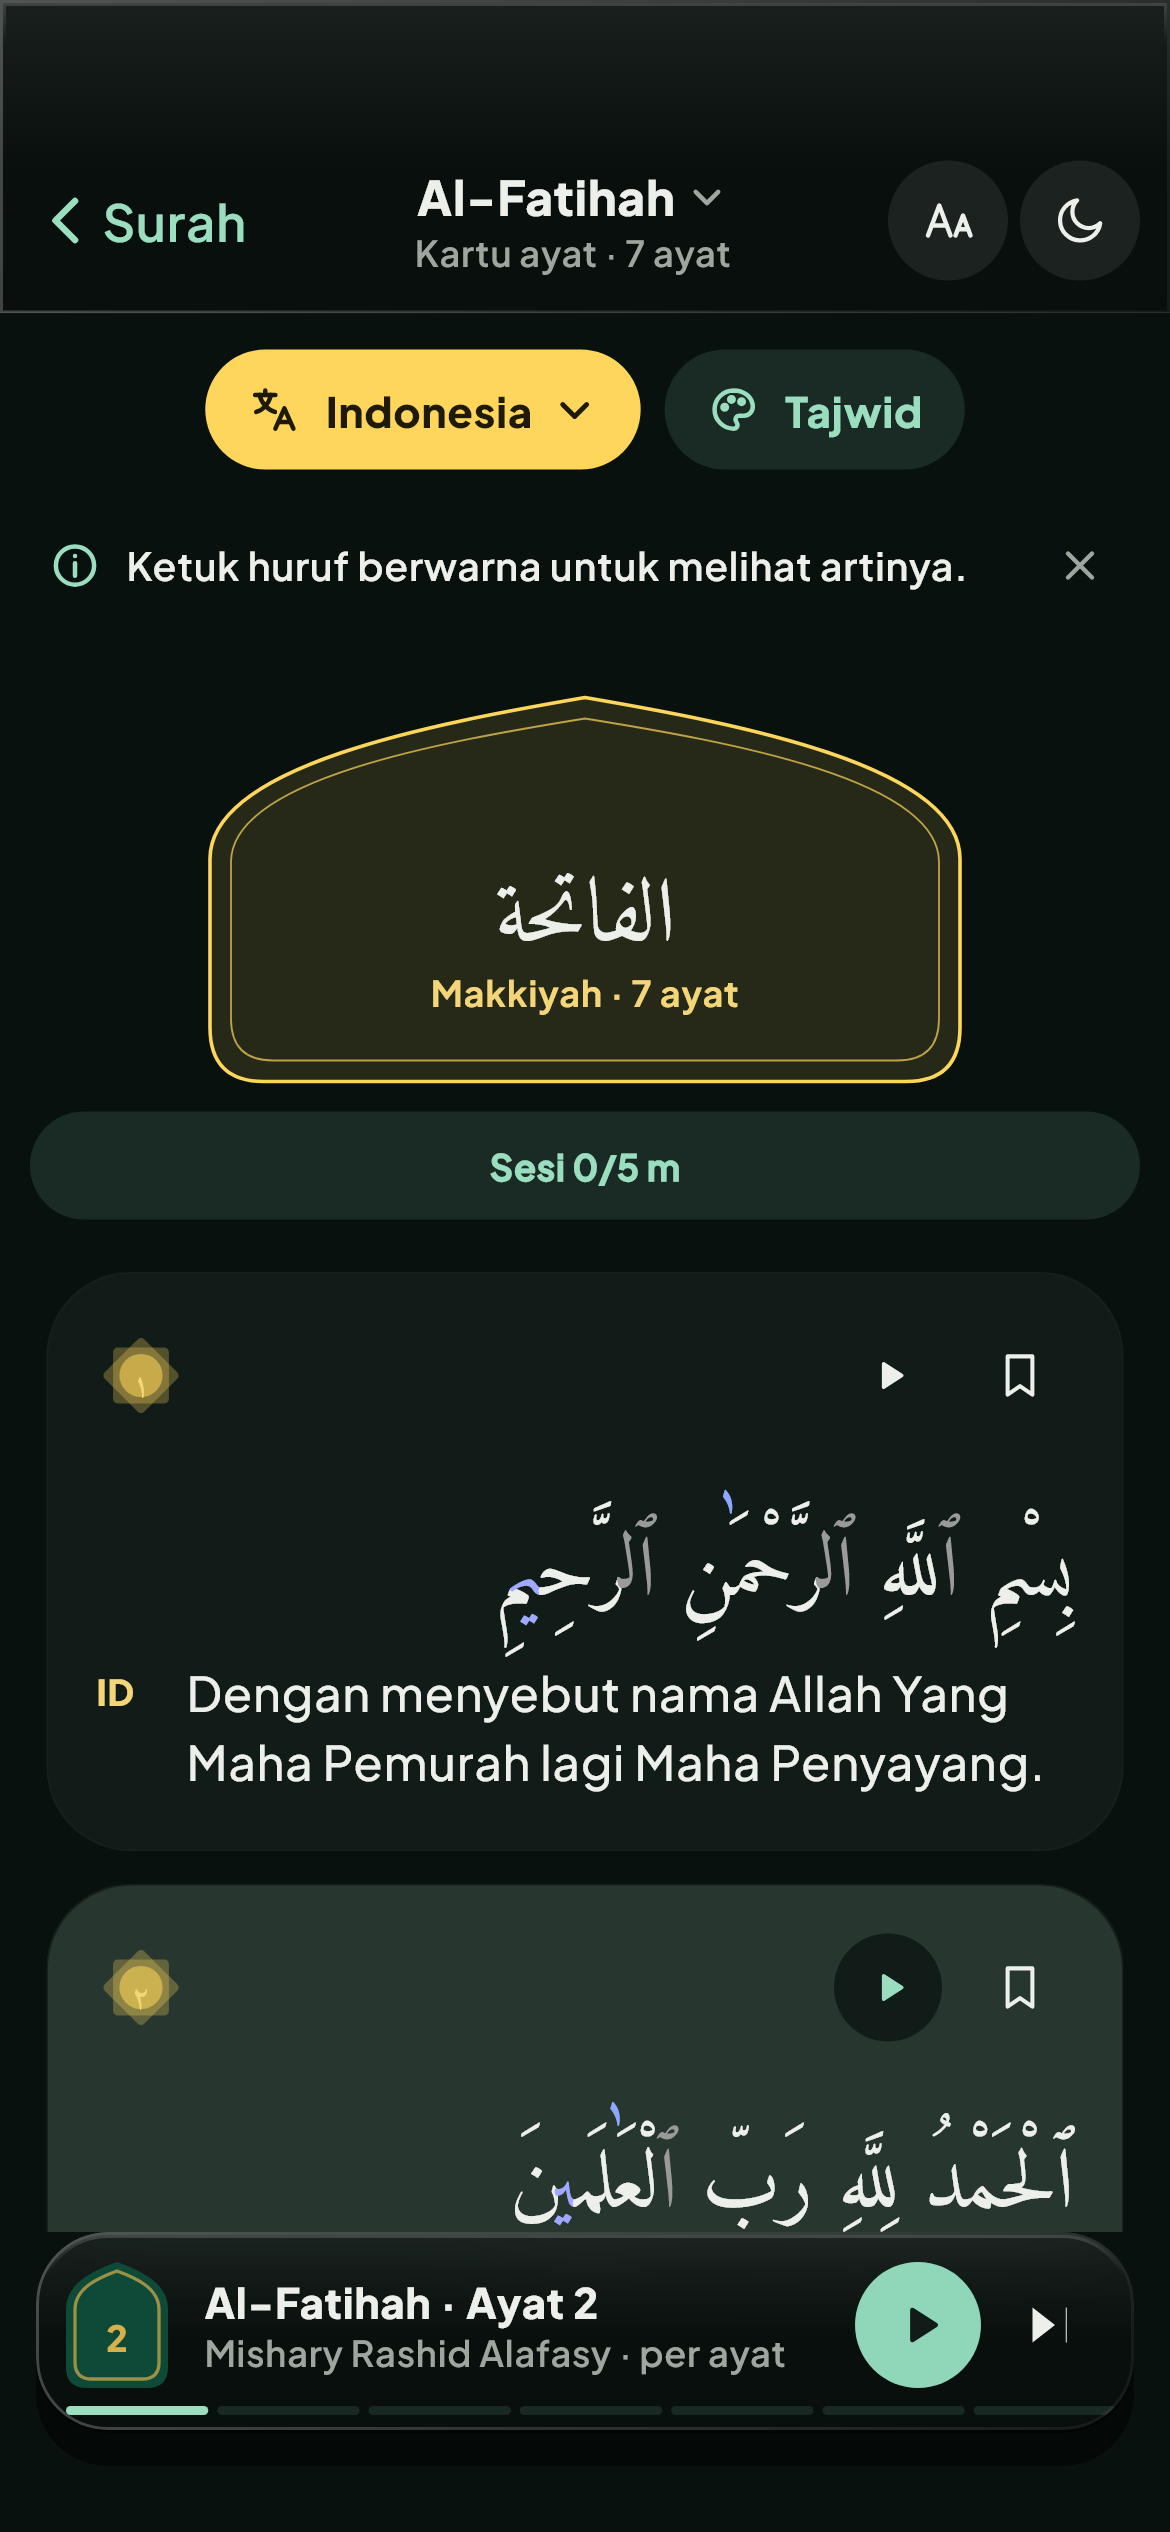 Surah
Al-Fatihah
Kartu ayat · 7 ayat
AA
Indonesia
Tajwid
Ketuk huruf berwarna untuk melihat artinya.
الفاتحة
Makkiyah · 7 ayat
Sesi 0/5 m
١
بِسْمِ ٱللَّهِ ٱلرَّحْمَٰنِ ٱلرَّحِيمِ
ID
Dengan menyebut nama Allah Yang
Maha Pemurah lagi Maha Penyayang.
٢
ٱلْحَمْدُ لِلَّهِ رَبِّ ٱلْعَٰلَمِينَ
2
Al-Fatihah · Ayat 2
Mishary Rashid Alafasy · per ayat